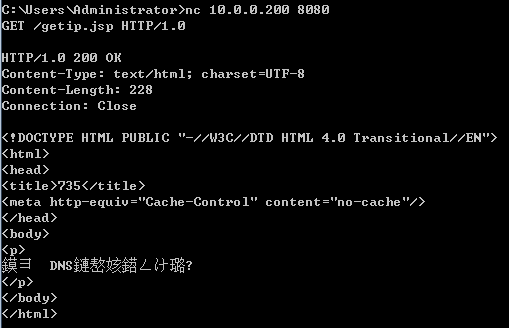 C:\Users\Administrator>nc 10.0.0.200 8080
GET /getip.jsp HTTP/1.0
HTTP/1.0 200 OK
Content-Type: text/html; charset=UTF-8
Content-Length: 228
Connection: Close
<!DOCTYPE HTML PUBLIC "-//W3C//DTD HTML 4.0 Transitional//EN">
<html>
<head>
<title>735</title>
<meta http-equiv="Cache-Control" content="no-cache"/>
</head>
<body>
<p>
鏌ヨ  DNS鏈嶅姟鍣ㄥけ璐?
</p>
</body>
</html>